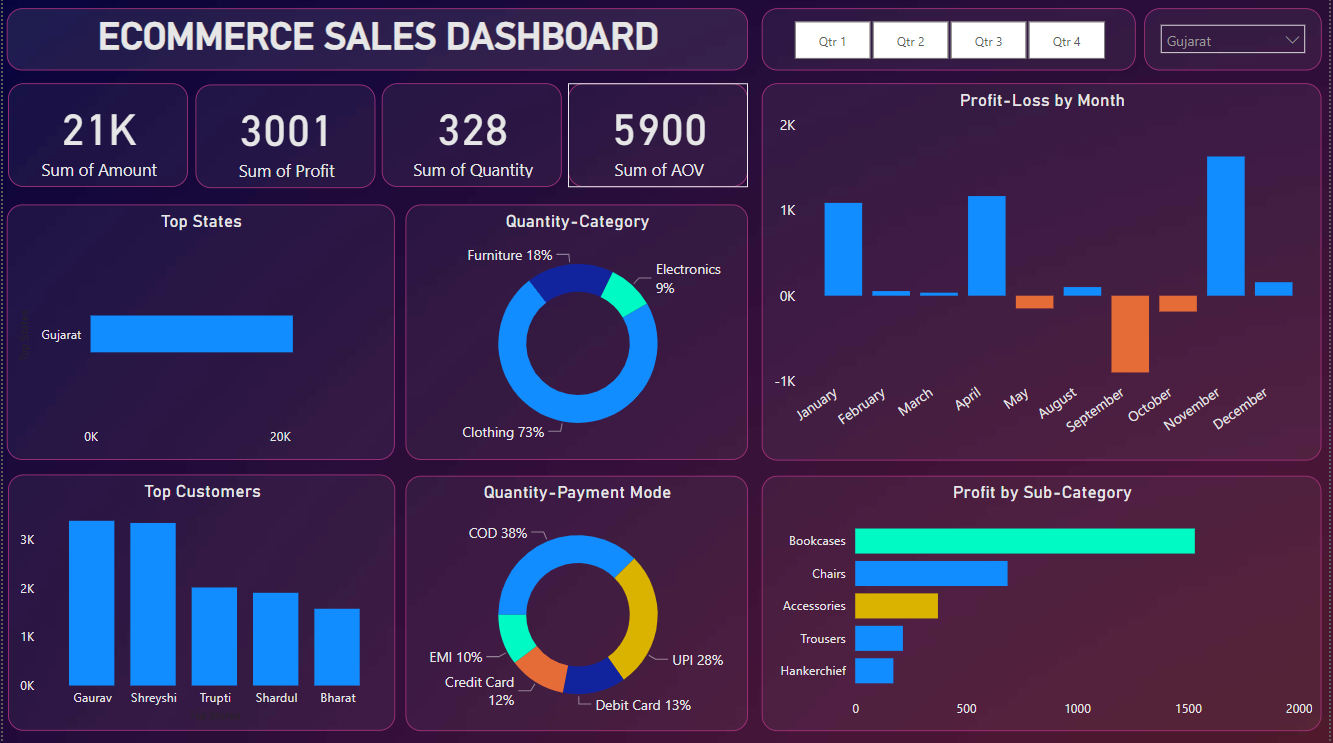 ECOMMERCE SALES DASHBOARD
Qtr 1
Qtr 2
Qtr 3
Qtr 4
Gujarat
21K
Sum of Amount
3001
Sum of Profit
328
Sum of Quantity
5900
Sum of AOV
Profit-Loss by Month
2K
1K
0K
-1K
January
February
March
April
May
August
September
October
November
December
Top States
Gujarat
0K
20K
Quantity-Category
Furniture 18%
Electronics
9%
Clothing 73%
Top Customers
3K
2K
1K
0K
Gaurav
Shreyshi
Trupti
Shardul
Bharat
Quantity-Payment Mode
COD 38%
UPI 28%
EMI 10%
Credit Card
12%
Debit Card 13%
Profit by Sub-Category
Bookcases
Chairs
Accessories
Trousers
Hankerchief
0
500
1000
1500
2000